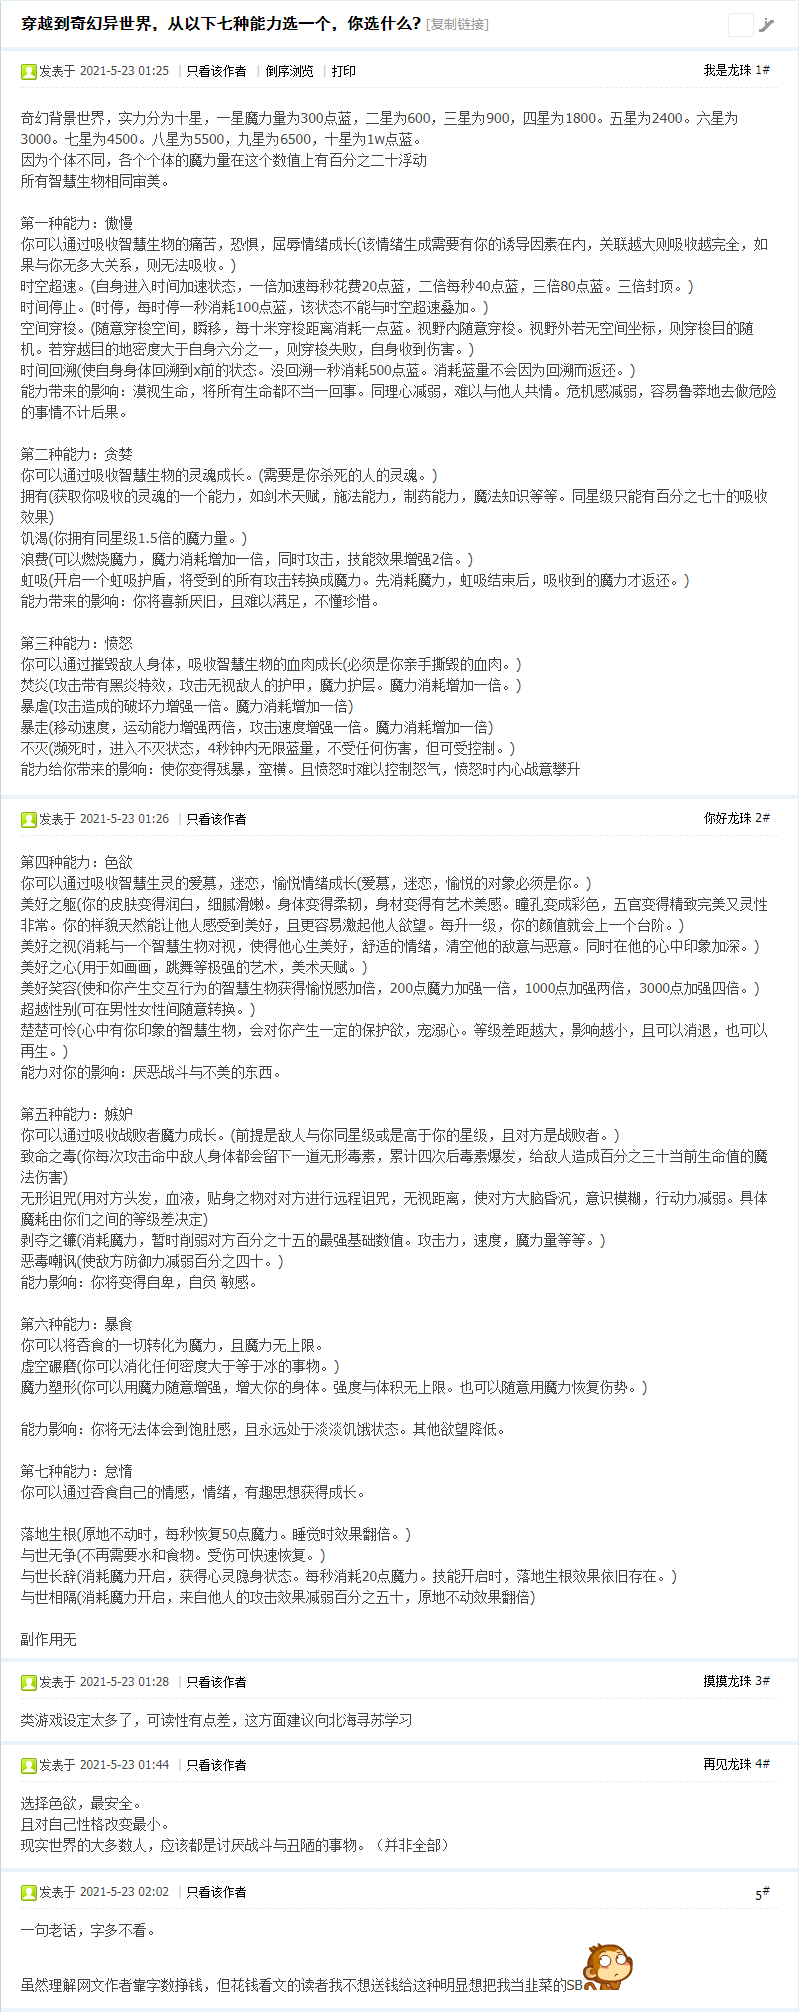 穿越到奇幻异世界，从以下七种能力选一个，你选什么? [复制链接]
发表于 2021-5-23 01:25 | 只看该作者 | 倒序浏览 | 打印 我是龙珠 1#
奇幻背景世界，实力分为十星，一星魔力量为300点蓝，二星为600，三星为900，四星为1800。五星为2400。六星为
3000。七星为4500。八星为5500，九星为6500，十星为1w点蓝。
因为个体不同，各个个体的魔力量在这个数值上有百分之二十浮动
所有智慧生物相同审美。
第一种能力：傲慢
你可以通过吸收智慧生物的痛苦，恐惧，屈辱情绪成长(该情绪生成需要有你的诱导因素在内，关联越大则吸收越完全，如
果与你无多大关系，则无法吸收。)
时空超速。(自身进入时间加速状态，一倍加速每秒花费20点蓝，二倍每秒40点蓝，三倍80点蓝。三倍封顶。)
时间停止。(时停，每时停一秒消耗100点蓝，该状态不能与时空超速叠加。)
空间穿梭。(随意穿梭空间，瞬移，每十米穿梭距离消耗一点蓝。视野内随意穿梭。视野外若无空间坐标，则穿梭目的随
机。若穿越目的地密度大于自身六分之一，则穿梭失败，自身收到伤害。)
时间回溯(使自身身体回溯到x前的状态。没回溯一秒消耗500点蓝。消耗蓝量不会因为回溯而返还。)
能力带来的影响：漠视生命，将所有生命都不当一回事。同理心减弱，难以与他人共情。危机感减弱，容易鲁莽地去做危险
的事情不计后果。
第二种能力：贪婪
你可以通过吸收智慧生物的灵魂成长。(需要是你杀死的人的灵魂。)
拥有(获取你吸收的灵魂的一个能力，如剑术天赋，施法能力，制药能力，魔法知识等等。同星级只能有百分之七十的吸收
效果)
饥渴(你拥有同星级1.5倍的魔力量。)
浪费(可以燃烧魔力，魔力消耗增加一倍，同时攻击，技能效果增强2倍。)
虹吸(开启一个虹吸护盾，将受到的所有攻击转换成魔力。先消耗魔力，虹吸结束后，吸收到的魔力才返还。)
能力带来的影响：你将喜新厌旧，且难以满足，不懂珍惜。
第三种能力：愤怒
你可以通过摧毁敌人身体，吸收智慧生物的血肉成长(必须是你亲手撕毁的血肉。)
焚炎(攻击带有黑炎特效，攻击无视敌人的护甲，魔力护层。魔力消耗增加一倍。)
暴虐(攻击造成的破坏力增强一倍。魔力消耗增加一倍)
暴走(移动速度，运动能力增强两倍，攻击速度增强一倍。魔力消耗增加一倍)
不灭(濒死时，进入不灭状态，4秒钟内无限蓝量，不受任何伤害，但可受控制。)
能力给你带来的影响：使你变得残暴，蛮横。且愤怒时难以控制怒气，愤怒时内心战意攀升
发表于 2021-5-23 01:26 | 只看该作者 你好龙珠 2#
第四种能力：色欲
你可以通过吸收智慧生灵的爱慕，迷恋，愉悦情绪成长(爱慕，迷恋，愉悦的对象必须是你。)
美好之躯(你的皮肤变得润白，细腻滑嫩。身体变得柔韧，身材变得有艺术美感。瞳孔变成彩色，五官变得精致完美又灵性
非常。你的样貌天然能让他人感受到美好，且更容易激起他人欲望。每升一级，你的颜值就会上一个台阶。)
美好之视(消耗与一个智慧生物对视，使得他心生美好，舒适的情绪，清空他的敌意与恶意。同时在他的心中印象加深。)
美好之心(用于如画画，跳舞等极强的艺术，美术天赋。)
美好笑容(使和你产生交互行为的智慧生物获得愉悦感加倍，200点魔力加强一倍，1000点加强两倍，3000点加强四倍。)
超越性别(可在男性女性间随意转换。)
楚楚可怜(心中有你印象的智慧生物，会对你产生一定的保护欲，宠溺心。等级差距越大，影响越小，且可以消退，也可以
再生。)
能力对你的影响：厌恶战斗与不美的东西。
第五种能力：嫉妒
你可以通过吸收战败者魔力成长。(前提是敌人与你同星级或是高于你的星级，且对方是战败者。)
致命之毒(你每次攻击命中敌人身体都会留下一道无形毒素，累计四次后毒素爆发，给敌人造成百分之三十当前生命值的魔
法伤害)
无形诅咒(用对方头发，血液，贴身之物对对方进行远程诅咒，无视距离，使对方大脑昏沉，意识摸糊，行动力减弱。具体
魔耗由你们之间的等级差决定)
剥夺之镰(消耗魔力，暂时削弱对方百分之十五的最强基础数值。攻击力，速度，魔力量等等。)
恶毒嘲讽(使敌方防御力减弱百分之四十。)
能力影响：你将变得自卑，自负 敏感。
第六种能力：暴食
你可以将吞食的一切转化为魔力，且魔力无上限。
虚空碾磨(你可以消化任何密度大于等于冰的事物。)
魔力塑形(你可以用魔力随意增强，增大你的身体。强度与体积无上限。也可以随意用魔力恢复伤势。)
能力影响：你将无法体会到饱肚感，且永远处于淡淡饥饿状态。其他欲望降低。
第七种能力：怠惰
你可以通过吞食自己的情感，情绪，有趣思想获得成长。
落地生根(原地不动时，每秒恢复50点魔力。睡觉时效果翻倍。)
与世无争(不再需要水和食物。受伤可快速恢复。)
与世长辞(消耗魔力开启，获得心灵隐身状态。每秒消耗20点魔力。技能开启时，落地生根效果依旧存在。)
与世相隔(消耗魔力开启，来自他人的攻击效果减弱百分之五十，原地不动效果翻倍)
副作用无
发表于 2021-5-23 01:28 | 只看该作者 摸摸龙珠 3#
类游戏设定太多了，可读性有点差，这方面建议向北海寻苏学习
发表于 2021-5-23 01:44 | 只看该作者 再见龙珠 4#
选择色欲，最安全。
且对自己性格改变最小。
现实世界的大多数人，应该都是讨厌战斗与丑陋的事物。（并非全部）
发表于 2021-5-23 02:02 | 只看该作者 5#
一句老话，字多不看。
虽然理解网文作者靠字数挣钱，但花钱看文的读者我不想送钱给这种明显想把我当韭菜的SB